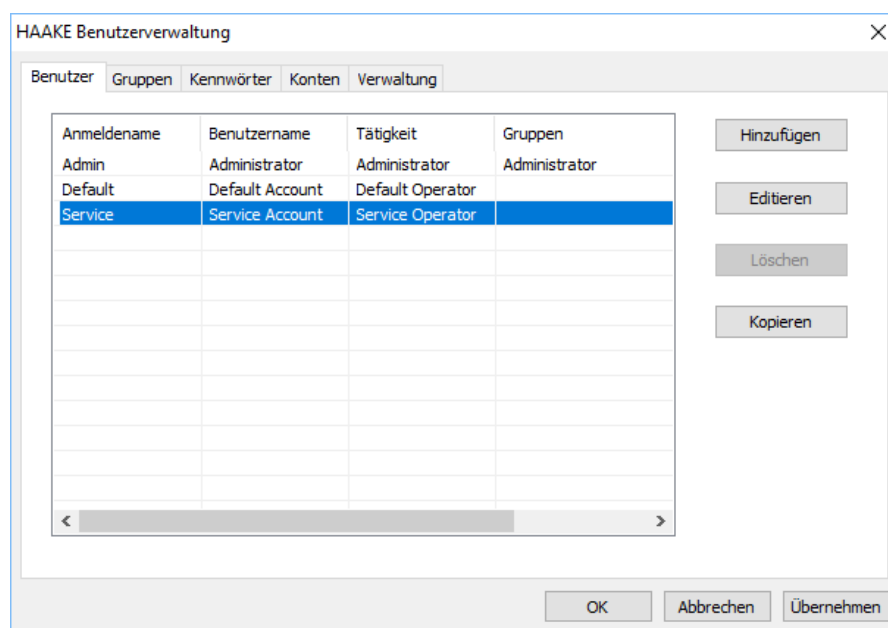 HAAKE Benutzerverwaltung
Benutzer Gruppen Kennwörter Konten Verwaltung
Anmeldename Benutzername Tätigkeit Gruppen
Admin Administrator Administrator Administrator
Default Default Account Default Operator
Service Service Account Service Operator
Hinzufügen
Editieren
Löschen
Kopieren
OK Abbrechen Übernehmen